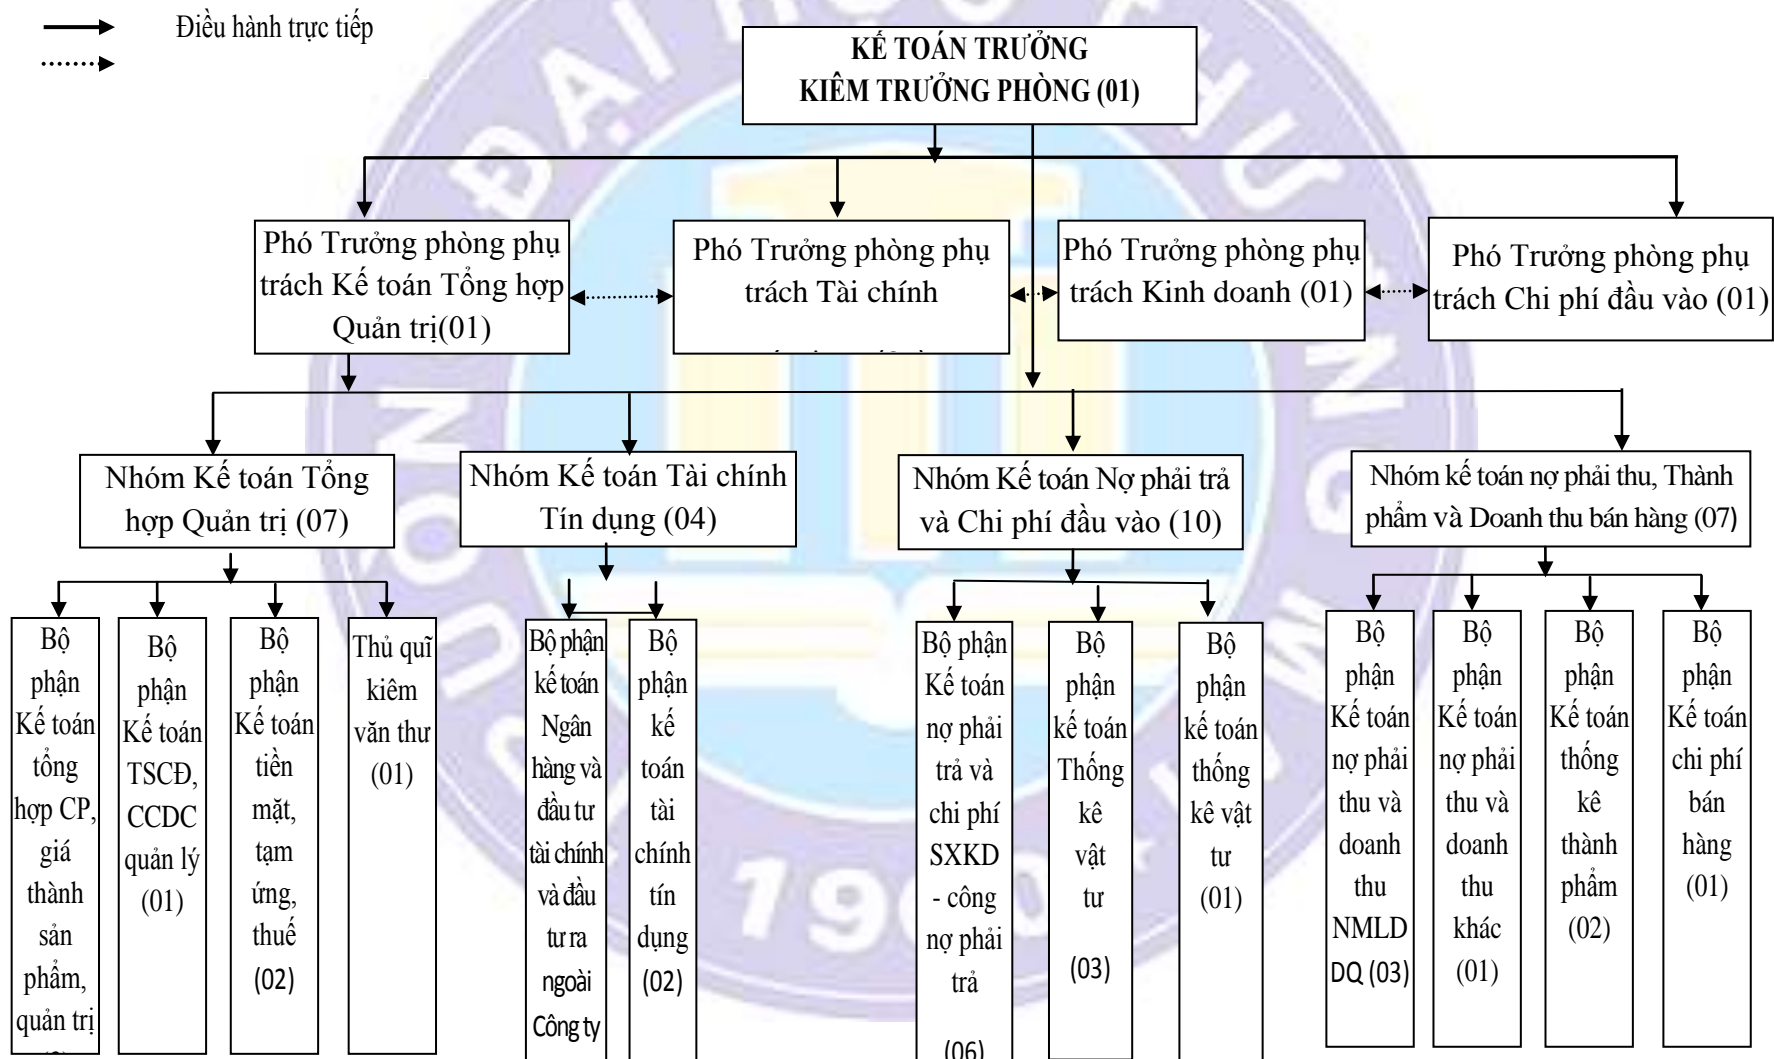 Điều hành trực tiếp
KẾ TOÁN TRƯỞNG
KIÊM TRƯỞNG PHÒNG (01)
Phó Trưởng phòng phụ
trách Kế toán Tổng hợp
Quản trị(01)
Phó Trưởng phòng phụ
trách Tài chính
Phó Trưởng phòng phụ
trách Kinh doanh (01)
Phó Trưởng phòng phụ
trách Chi phí đầu vào (01)
Nhóm Kế toán Tổng
hợp Quản trị (07)
Nhóm Kế toán Tài chính
Tín dụng (04)
Nhóm Kế toán Nợ phải trả
và Chi phí đầu vào (10)
Nhóm kế toán nợ phải thu, Thành
phẩm và Doanh thu bán hàng (07)
Bộ
phận
Kế toán
tổng
hợp CP,
giá
thành
sản
phẩm,
quản trị
Bộ
phận
Kế toán
TSCĐ,
CCDC
quản lý
(01)
Bộ
phận
Kế toán
tiền
mặt,
tạm
ứng,
thuế
(02)
Thủ quĩ
kiêm
văn thư
(01)
Bộ phận
kế toán
Ngân
hàng và
đầu tư
tài chính
và đầu
tư ra
ngoài
Công ty
Bộ
phận
kế
toán
tài
chính
tín
dụng
(02)
Bộ phận
Kế toán
nợ phải
trả và
chi phí
SXKD
- công
nợ phải
trả
(06)
Bộ
phận
kế toán
Thống
kê
vật
tư
(03)
Bộ
phận
kế toán
thống
kê vật
tư
(01)
Bộ
phận
Kế toán
nợ phải
thu và
doanh
thu
NMLD
DQ (03)
Bộ
phận
Kế toán
nợ phải
thu và
doanh
thu
khác
(01)
Bộ
phận
Kế toán
thống
kê
thành
phẩm
(02)
Bộ
phận
Kế toán
chi phí
bán
hàng
(01)